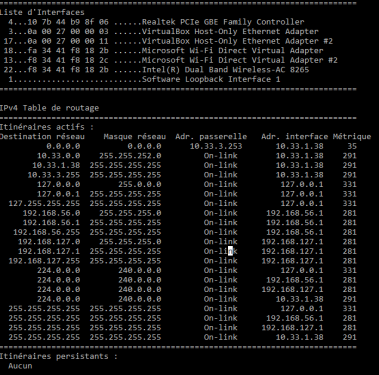 ===========================================================================
Liste d'Interfaces
4...10 7b 44 b9 8f 06 ......Realtek PCIe GBE Family Controller
3...0a 00 27 00 00 03 ......VirtualBox Host-Only Ethernet Adapter
17...0a 00 27 00 00 11 ......VirtualBox Host-Only Ethernet Adapter #2
18...fa 34 41 f8 18 2b ......Microsoft Wi-Fi Direct Virtual Adapter
13...f8 34 41 f8 18 2c ......Microsoft Wi-Fi Direct Virtual Adapter #2
22...f8 34 41 f8 18 2b ......Intel(R) Dual Band Wireless-AC 8265
1...........................Software Loopback Interface 1
===========================================================================
IPv4 Table de routage
===========================================================================
Itinéraires actifs :
Destination réseau Masque réseau Adr. passerelle Adr. interface Métrique
0.0.0.0 0.0.0.0 10.33.3.253 10.33.1.38 35
10.33.0.0 255.255.252.0 On-link 10.33.1.38 291
10.33.1.38 255.255.255.255 On-link 10.33.1.38 291
10.33.3.255 255.255.255.255 On-link 10.33.1.38 291
127.0.0.0 255.0.0.0 On-link 127.0.0.1 331
127.0.0.1 255.255.255.255 On-link 127.0.0.1 331
127.255.255.255 255.255.255.255 On-link 127.0.0.1 331
192.168.56.0 255.255.255.0 On-link 192.168.56.1 281
192.168.56.1 255.255.255.255 On-link 192.168.56.1 281
192.168.56.255 255.255.255.255 On-link 192.168.56.1 281
192.168.127.0 255.255.255.0 On-link 192.168.127.1 281
192.168.127.1 255.255.255.255 On-link 192.168.127.1 281
192.168.127.255 255.255.255.255 On-link 192.168.127.1 281
224.0.0.0 240.0.0.0 On-link 127.0.0.1 331
224.0.0.0 240.0.0.0 On-link 192.168.56.1 281
224.0.0.0 240.0.0.0 On-link 192.168.127.1 281
224.0.0.0 240.0.0.0 On-link 10.33.1.38 291
255.255.255.255 255.255.255.255 On-link 127.0.0.1 331
255.255.255.255 255.255.255.255 On-link 192.168.56.1 281
255.255.255.255 255.255.255.255 On-link 192.168.127.1 281
255.255.255.255 255.255.255.255 On-link 10.33.1.38 291
===========================================================================
Itinéraires persistants :
Aucun